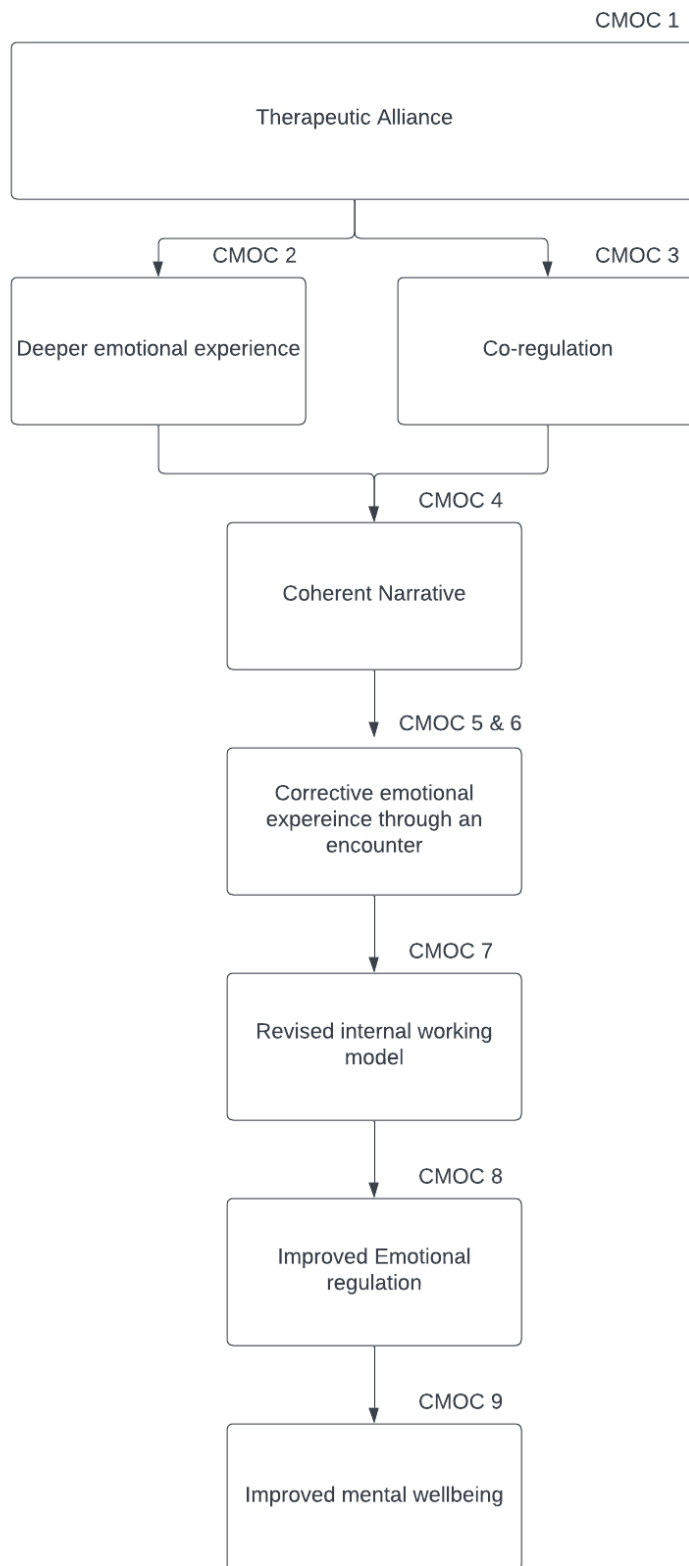 CMOC 1
Therapeutic Alliance
CMOC 2
CMOC 3
Deeper emotional experience
Co-regulation
CMOC 4
Coherent Narrative
CMOC 5 & 6
Corrective emotional
expereince through an
encounter
CMOC 7
Revised internal working
model
CMOC 8
Improved Emotional
regulation
CMOC 9
Improved mental wellbeing